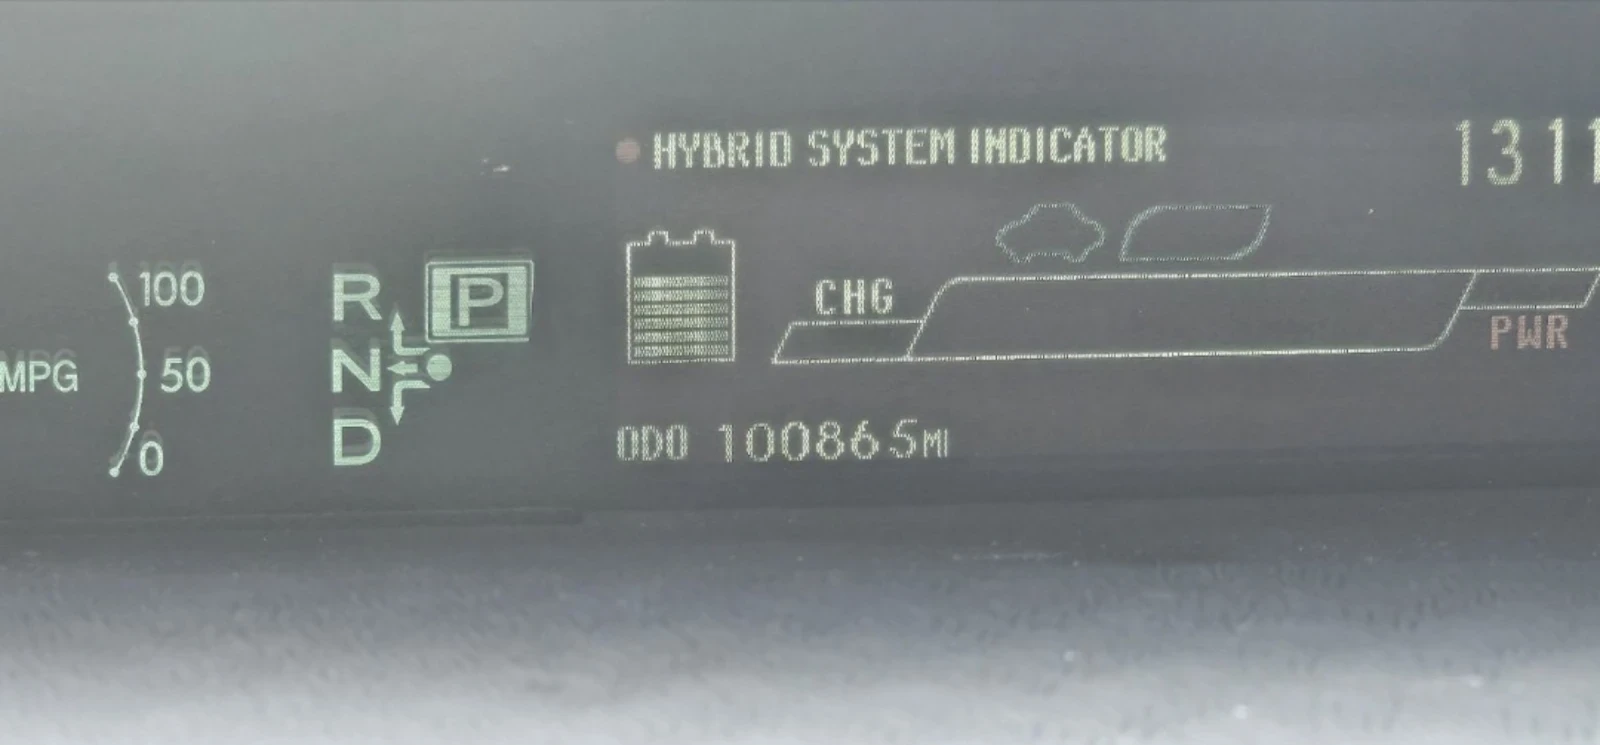 HYBRID SYSTEM INDICATOR
1311
100
R
P
CHG
PWR
MPG
50
N
0
D
ODO 100865MI